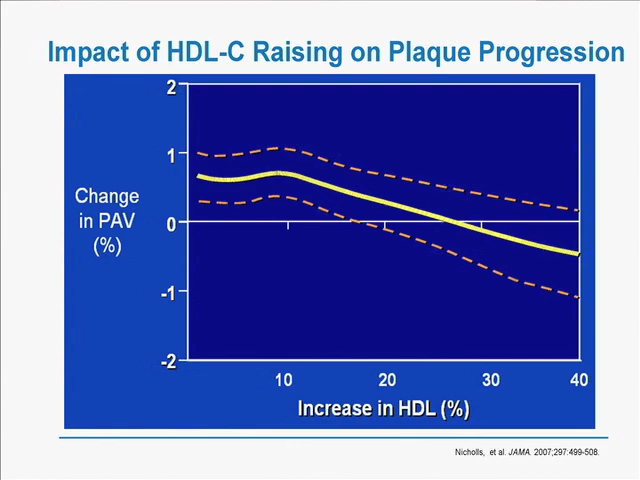 Impact of HDL-C Raising on Plaque Progression
2
1
0
-1
-2
Change
in PAV
(%)
10
20
30
40
Increase in HDL (%)
Nicholls, et al. JAMA. 2007;297:499-508.